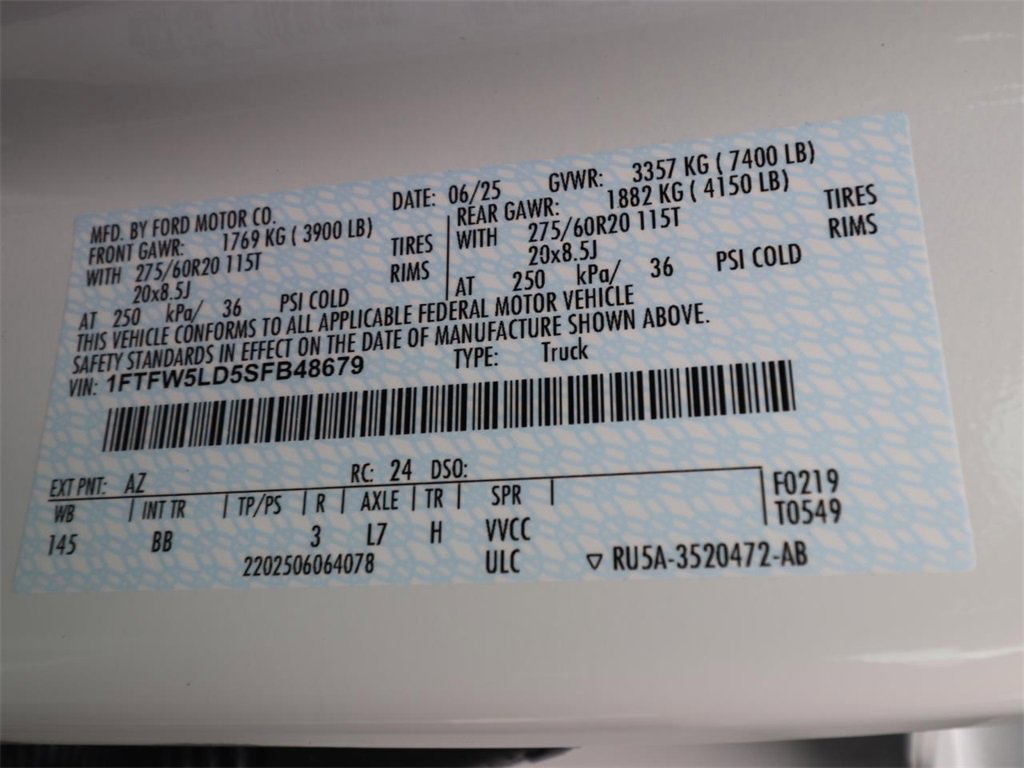 MFD. BY FORD MOTOR CO.
DATE: 06/25
GVWR: 3357 KG ( 7400 LB)
FRONT GAWR: 1769 KG ( 3900 LB)
WITH 275/60R20 115T TIRES
20x8.5J RIMS
AT 250 kPa/ 36 PSI COLD
REAR GAWR: 1882 KG ( 4150 LB)
WITH 275/60R20 115T TIRES
20x8.5J RIMS
AT 250 kPa/ 36 PSI COLD
THIS VEHICLE CONFORMS TO ALL APPLICABLE FEDERAL MOTOR VEHICLE
SAFETY STANDARDS IN EFFECT ON THE DATE OF MANUFACTURE SHOWN ABOVE.
VIN: 1FTFW5LD5SFB48679 TYPE: Truck
EXT PNT: AZ RC: 24 DSO:
WB | INT TR | TP/PS | R | AXLE | TR | SPR |
145 BB 3 L7 H VVCC
F0219
T0549
2202506064078 ULC ▽ RU5A-3520472-AB